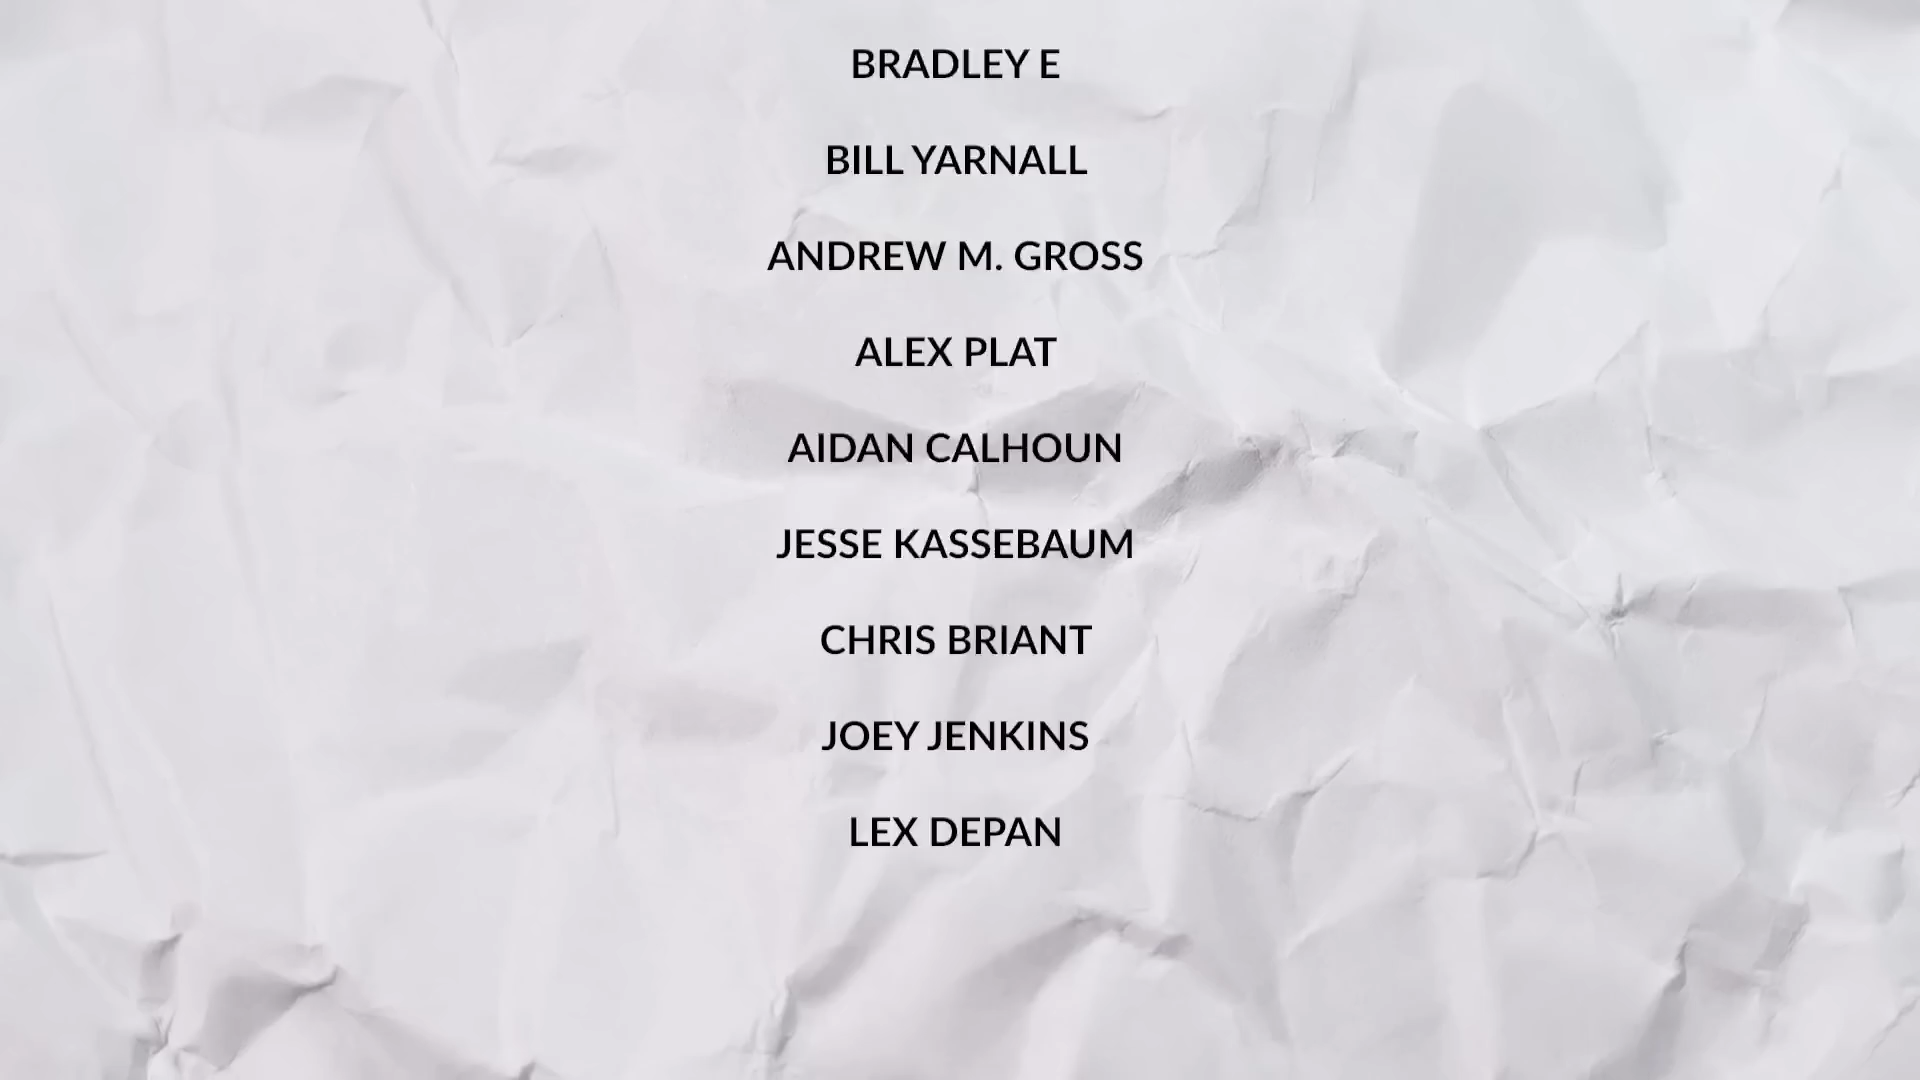 BRADLEY E
BILL YARNALL
ANDREW M. GROSS
ALEX PLAT
AIDAN CALHOUN
JESSE KASSEBAUM
CHRIS BRIANT
JOEY JENKINS
LEX DEPAN